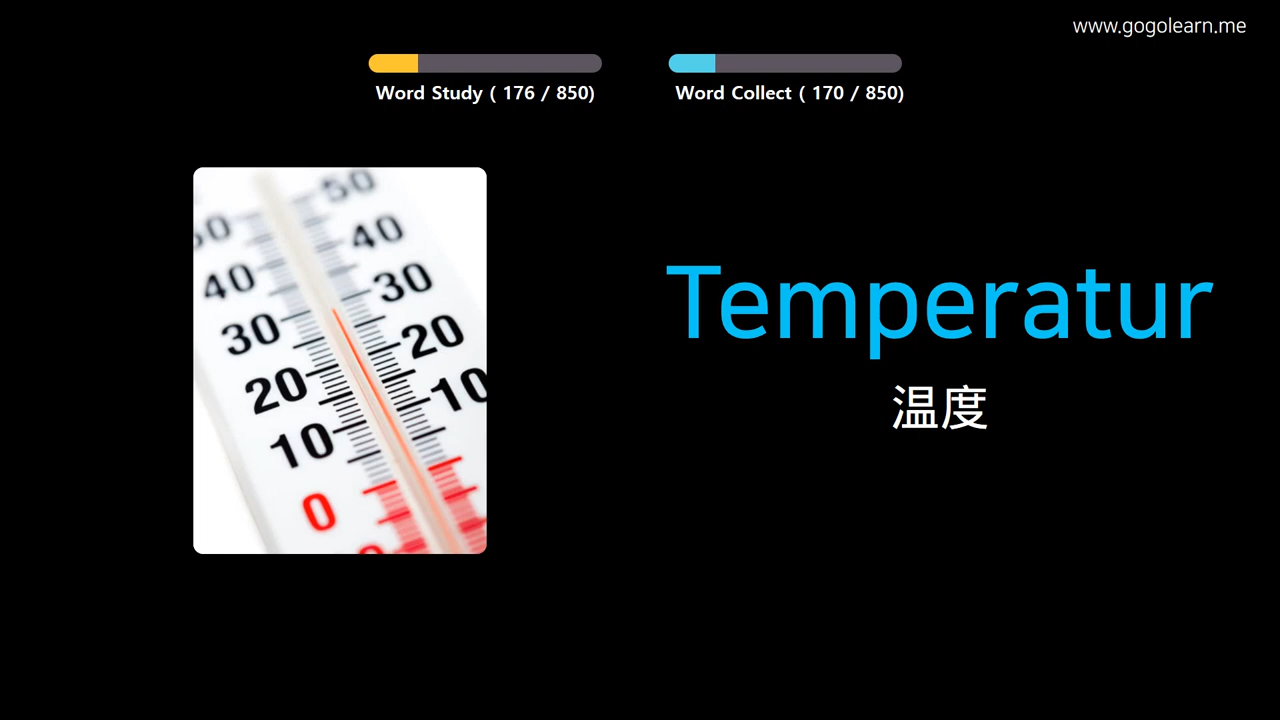 www.gogolearn.me
Word Study ( 176 / 850)
Word Collect ( 170 / 850)
50
50 40
40 30
30 20
20 10
10
0
Temperatur
温度